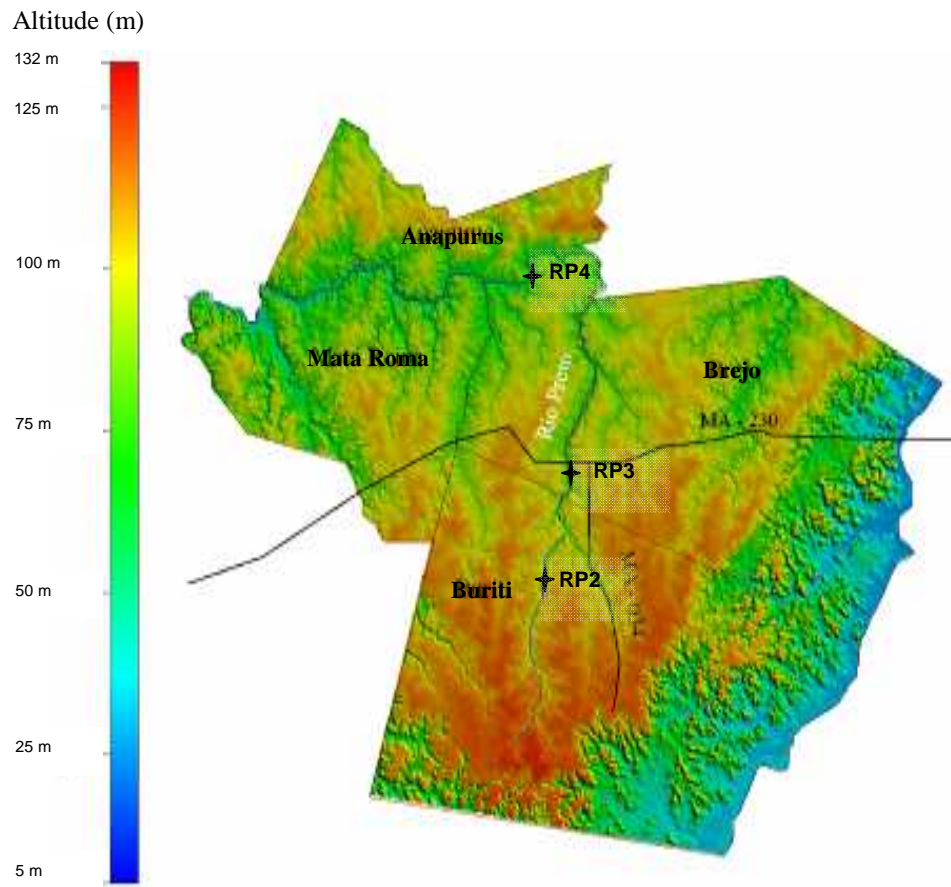 Altitude (m)
132 m
125 m
100 m
75 m
50 m
25 m
5 m
Anapurus
RP4
Mata Roma
Rio Preto
Brejo
MA - 230
RP3
Buriti
RP2